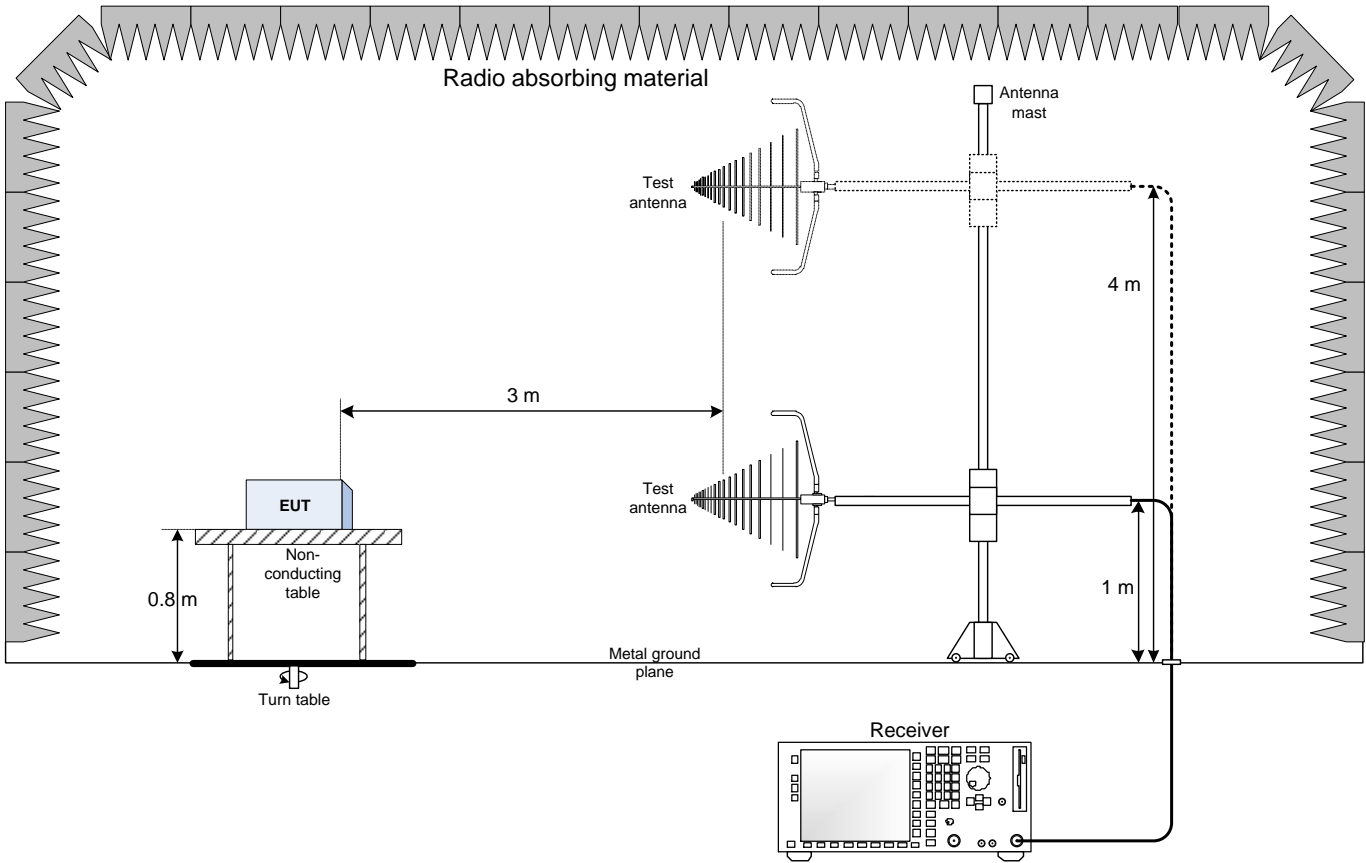 Radio absorbing material
Antenna
mast
Test
antenna
4 m
3 m
EUT
Test
antenna
Non-
conducting
table
0.8 m
1 m
Metal ground
plane
Turn table
Receiver